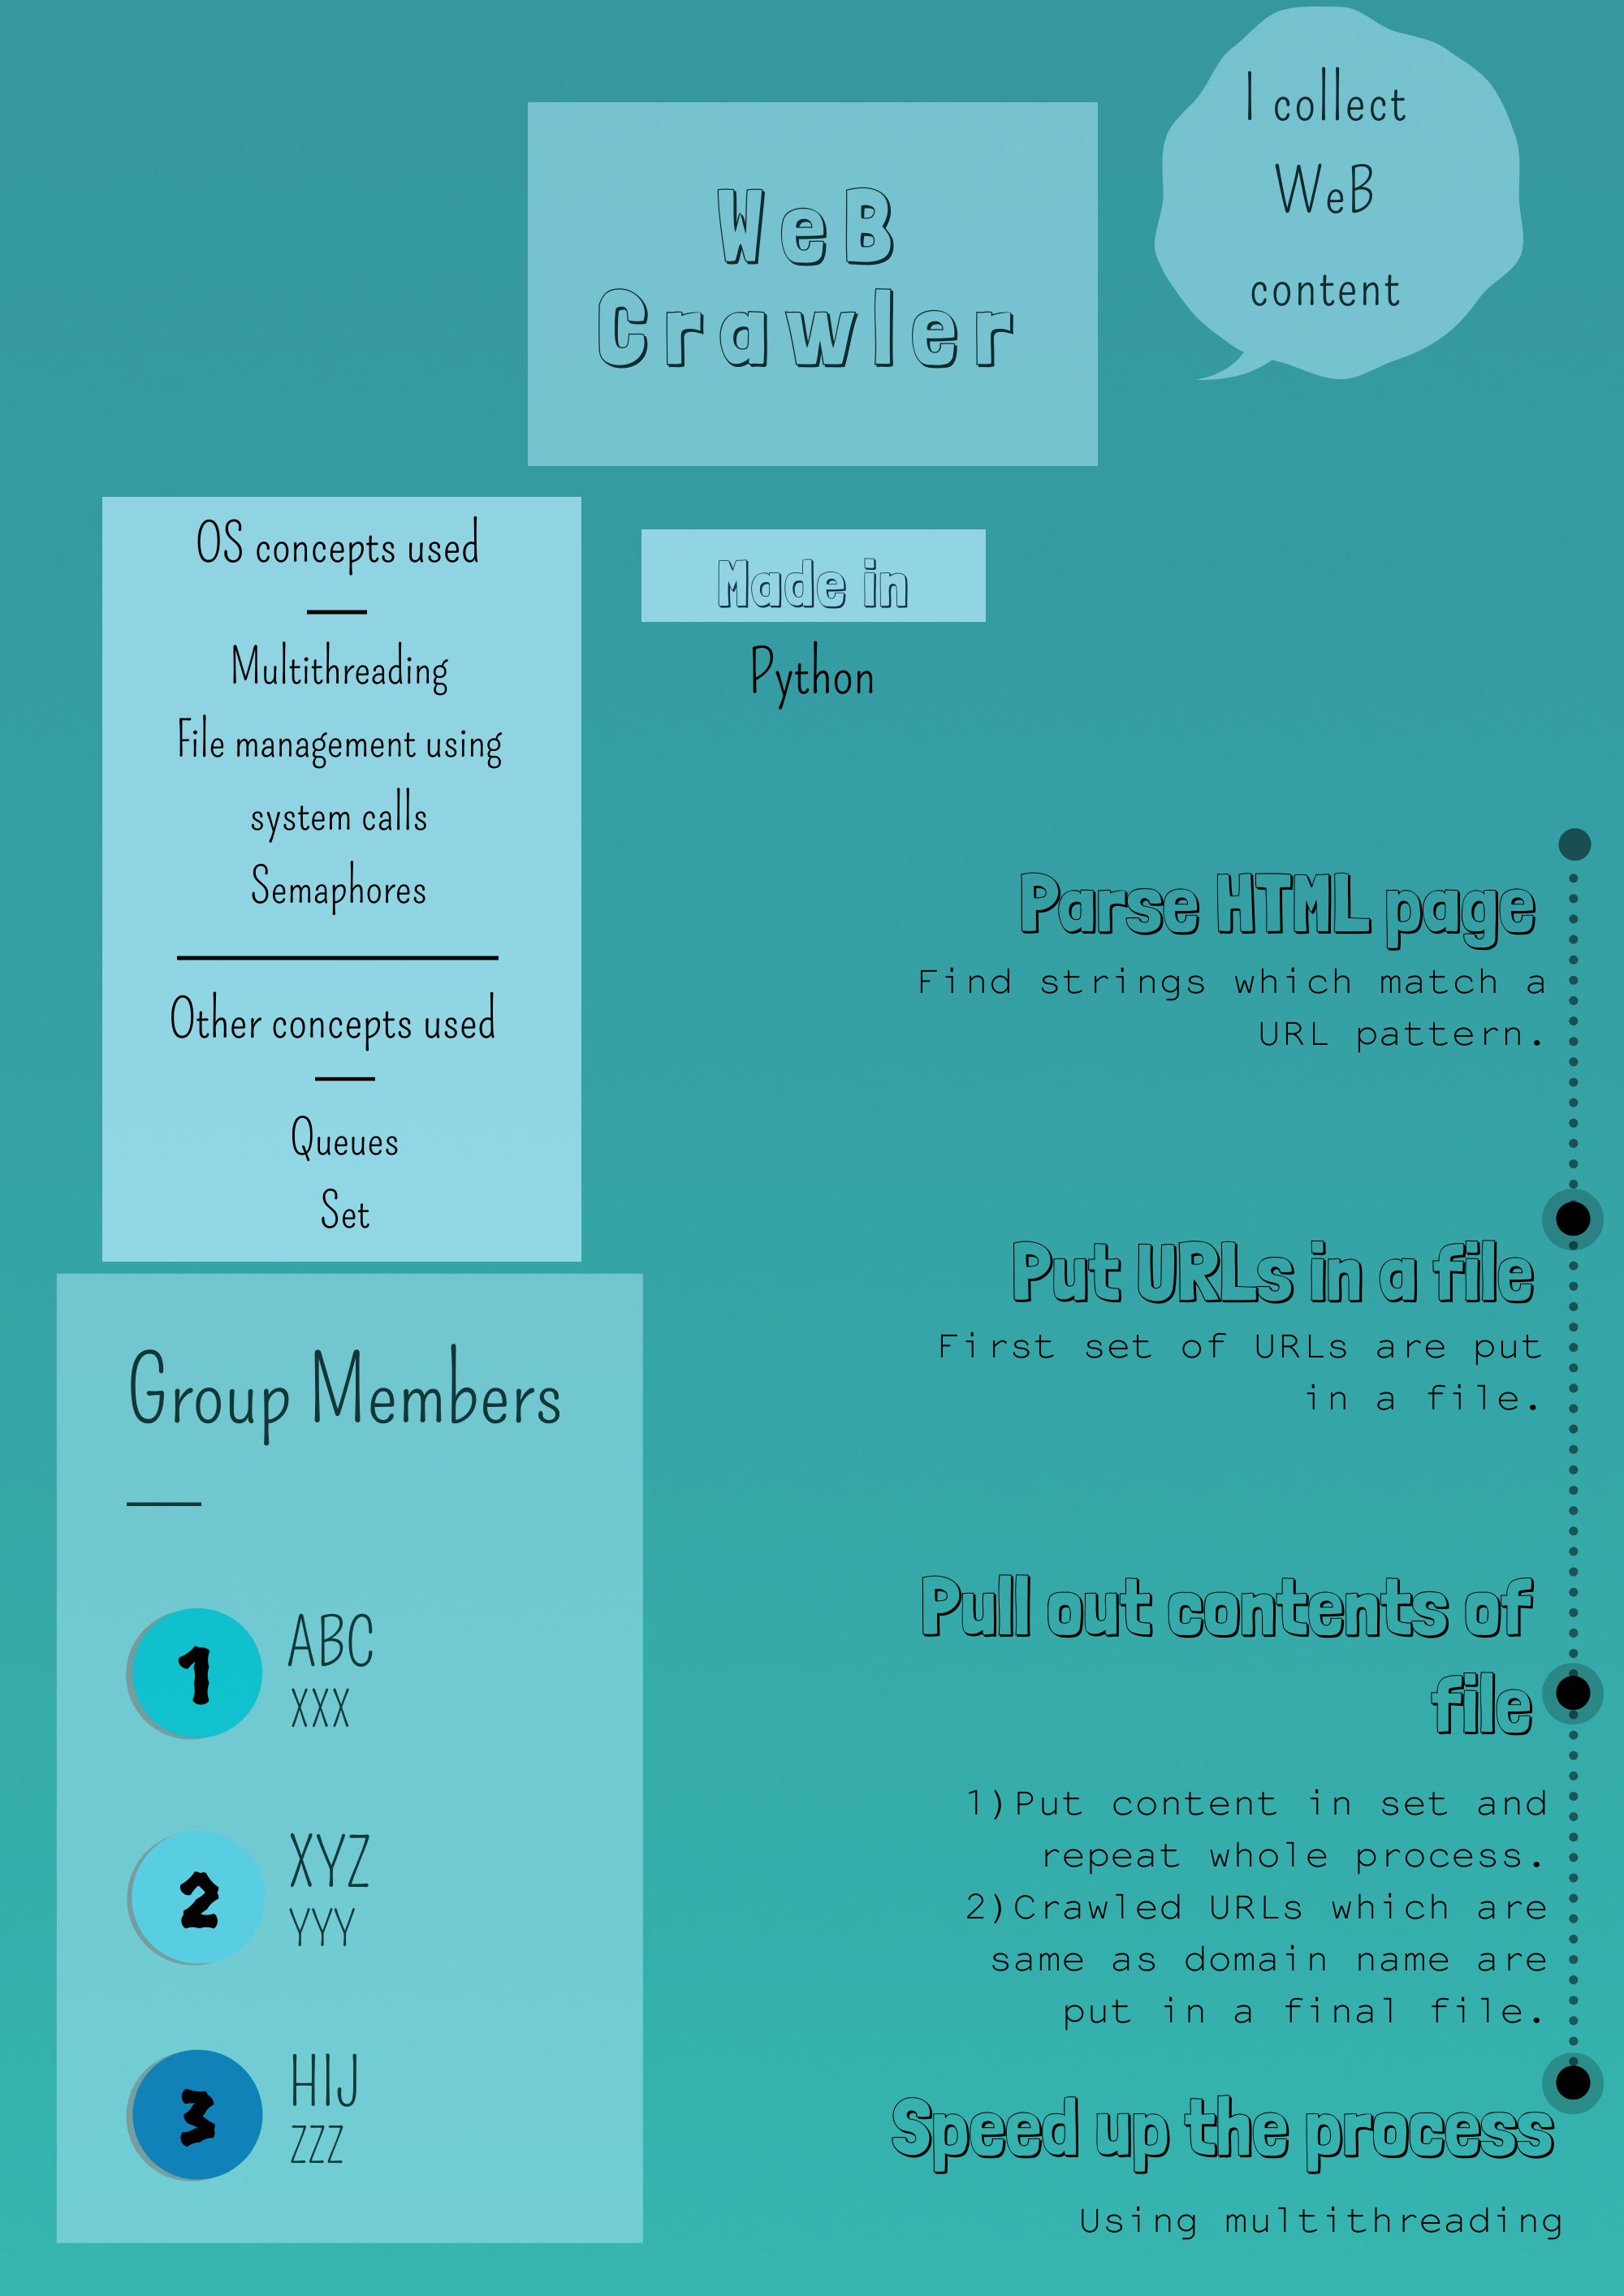 I collect
WeB
content
WeB
Crawler
OS concepts used
Multithreading
File management using
system calls
Semaphores
Other concepts used
Queues
Set
Made in
Python
Parse HTML page
Find strings which match a
URL pattern.
Put URLs in a file
First set of URLs are put
in a file.
Pull out contents of
file
1)Put content in set and
repeat whole process.
2)Crawled URLs which are
same as domain name are
put in a final file.
Speed up the process
Using multithreading
Group Members
1
ABC
XXX
2
XYZ
YYY
3
HIJ
ZZZ